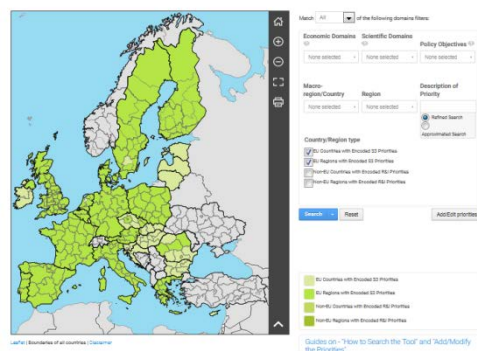 Match All of the following domains filters:
Economic Domains Scientific Domains Policy Objectives
None selected None selected None selected
Macro-region/Country Region Description of Priority
None selected None selected
Refined Search
Approximated Search
Country/Region type
EU Countries with Encoded S3 Priorities
EU Regions with Encoded S3 Priorities
Non-EU Countries with Encoded R&I Priorities
Non-EU Regions with Encoded R&I Priorities
Search Reset Add/Edit priorities
EU Countries with Encoded S3 Priorities
EU Regions with Encoded S3 Priorities
Non-EU Countries with Encoded R&I Priorities
Non-EU Regions with Encoded R&I Priorities
Leaflet | Boundaries of all countries | Disclaimer
Guides on - "How to Search the Tool" and "Add/Modify
the Priorities"